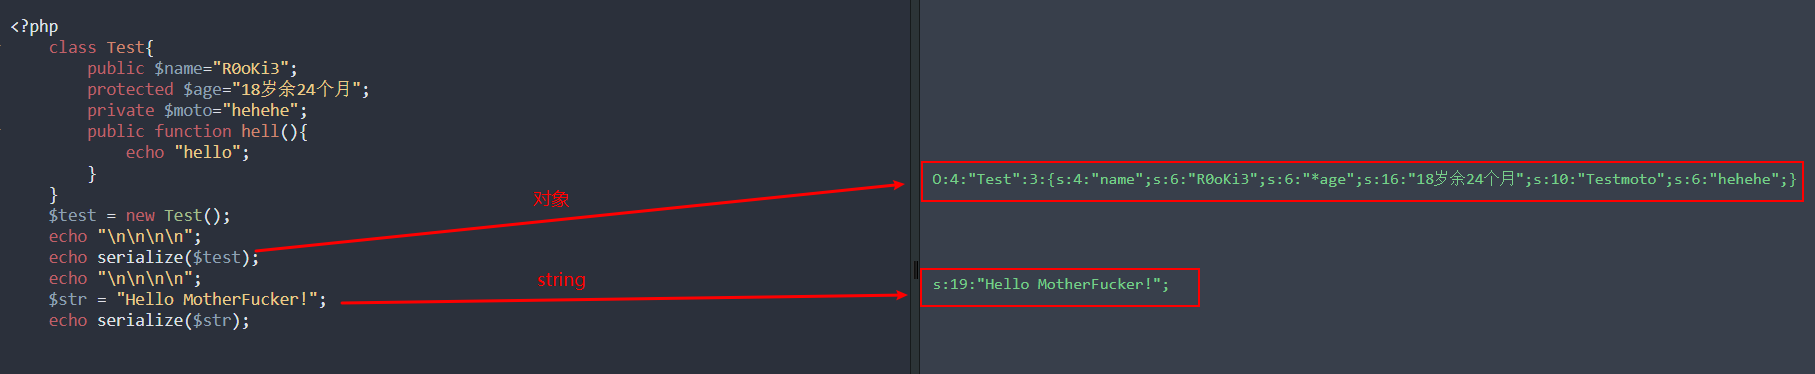 <?php
class Test{
public $name="R0oKi3";
protected $age="18岁余24个月";
private $moto="hehehe";
public function hell(){
echo "hello";
}
}
$test = new Test();
echo "\n\n\n\n";
echo serialize($test);
echo "\n\n\n\n";
$str = "Hello MotherFucker!";
echo serialize($str);
对象
string
O:4:"Test":3:{s:4:"name";s:6:"R0oKi3";s:6:"*age";s:16:"18岁余24个月";s:10:"Testmoto";s:6:"hehehe";}
s:19:"Hello MotherFucker!";